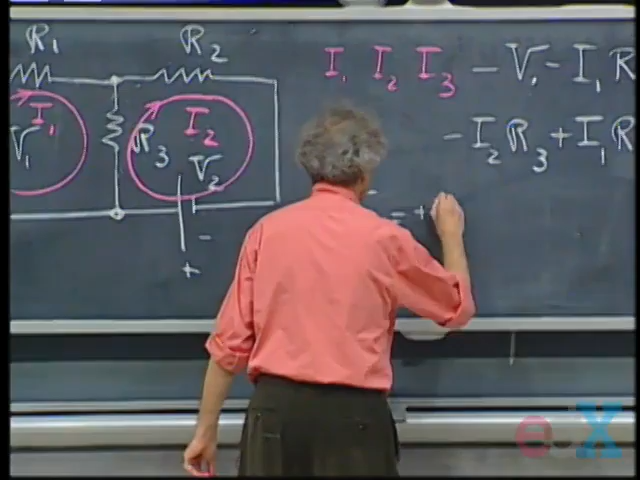 R₁ R₂
I₁ I₂ I₃ - V₁ - I₁ R
I₁ I₂
V₁ R₃ V₂
- I₂ R₃ + I₁ R
- = +
-
+
edX